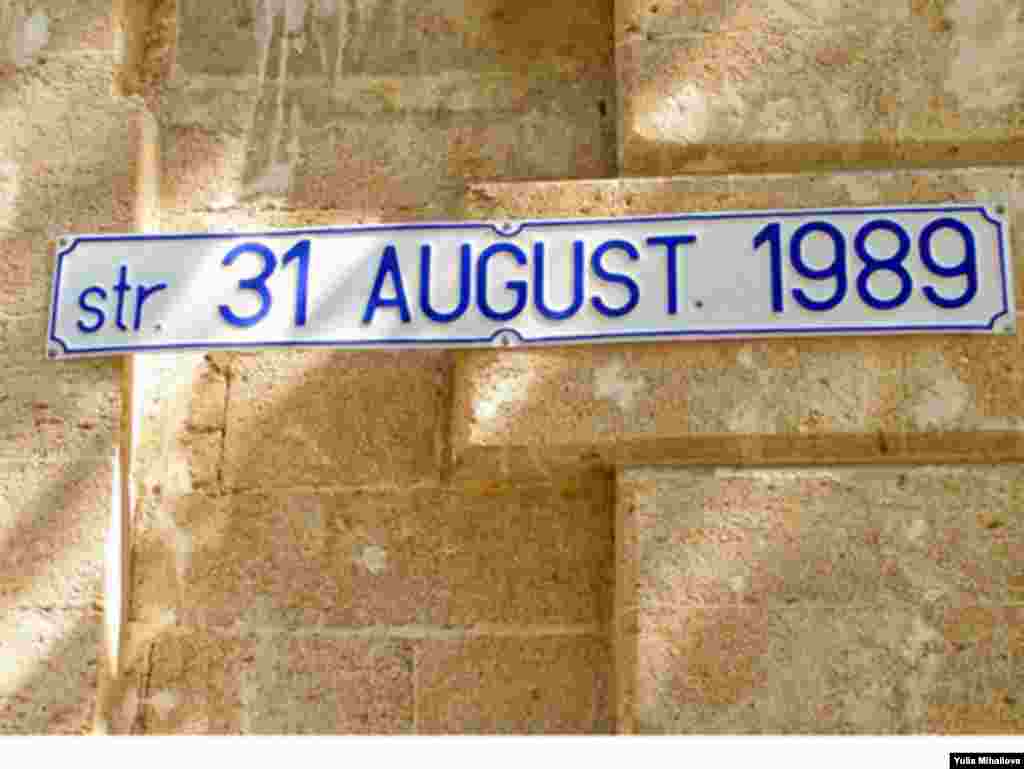 str. 31 AUGUST. 1989
Yulia Mihailova